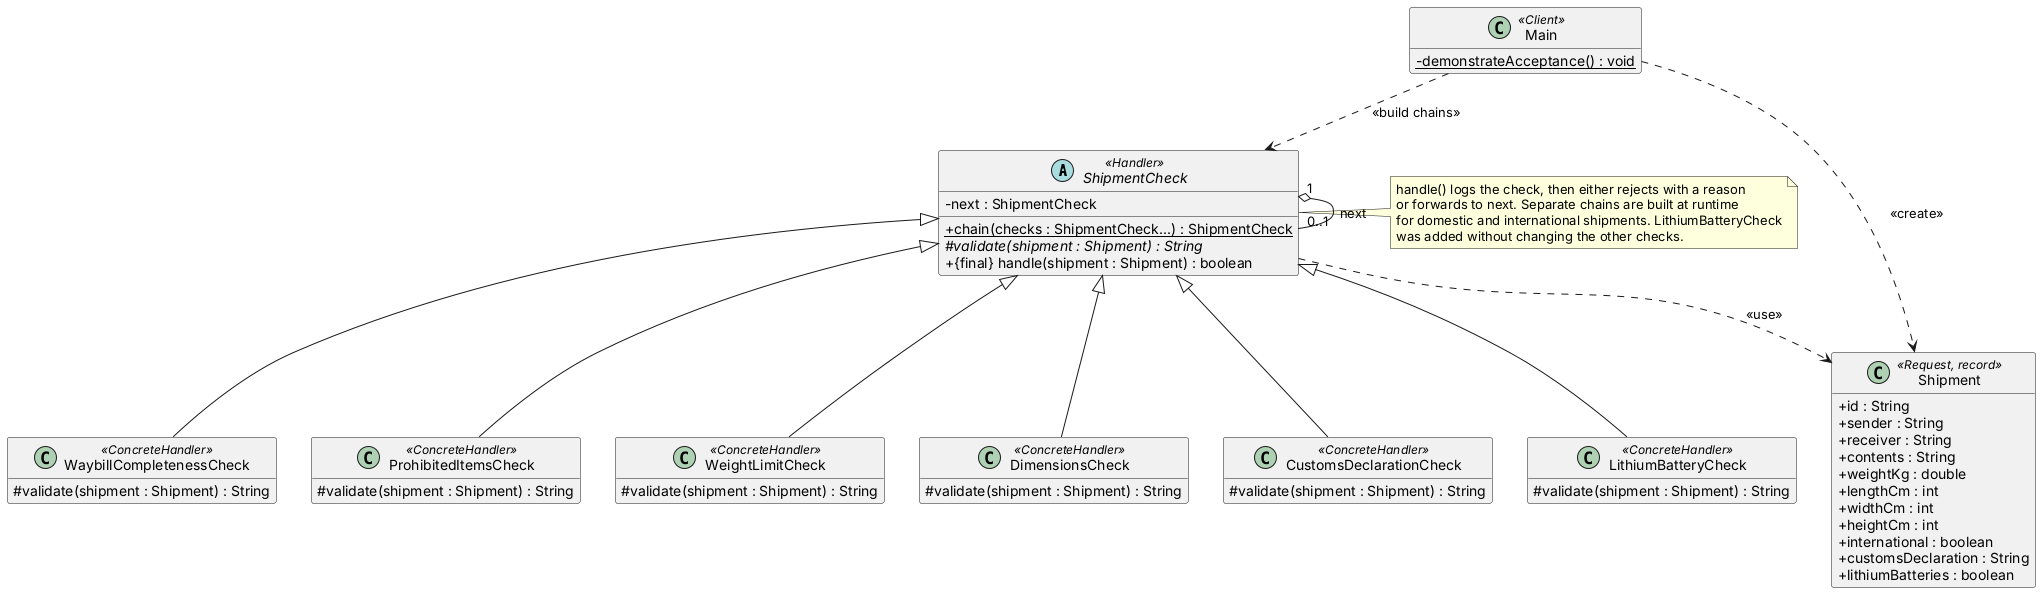 «Client»
Main
-demonstrateAcceptance() : void
«build chains»
«Handler»
ShipmentCheck
-next : ShipmentCheck
+chain(checks : ShipmentCheck...) : ShipmentCheck
#validate(shipment : Shipment) : String
+{final} handle(shipment : Shipment) : boolean
1
next
0..1
handle() logs the check, then either rejects with a reason
or forwards to next. Separate chains are built at runtime
for domestic and international shipments. LithiumBatteryCheck
was added without changing the other checks.
«create»
«use»
«ConcreteHandler»
WaybillCompletenessCheck
#validate(shipment : Shipment) : String
«ConcreteHandler»
ProhibitedItemsCheck
#validate(shipment : Shipment) : String
«ConcreteHandler»
WeightLimitCheck
#validate(shipment : Shipment) : String
«ConcreteHandler»
DimensionsCheck
#validate(shipment : Shipment) : String
«ConcreteHandler»
CustomsDeclarationCheck
#validate(shipment : Shipment) : String
«ConcreteHandler»
LithiumBatteryCheck
#validate(shipment : Shipment) : String
«Request, record»
Shipment
+id : String
+sender : String
+receiver : String
+contents : String
+weightKg : double
+lengthCm : int
+widthCm : int
+heightCm : int
+international : boolean
+customsDeclaration : String
+lithiumBatteries : boolean